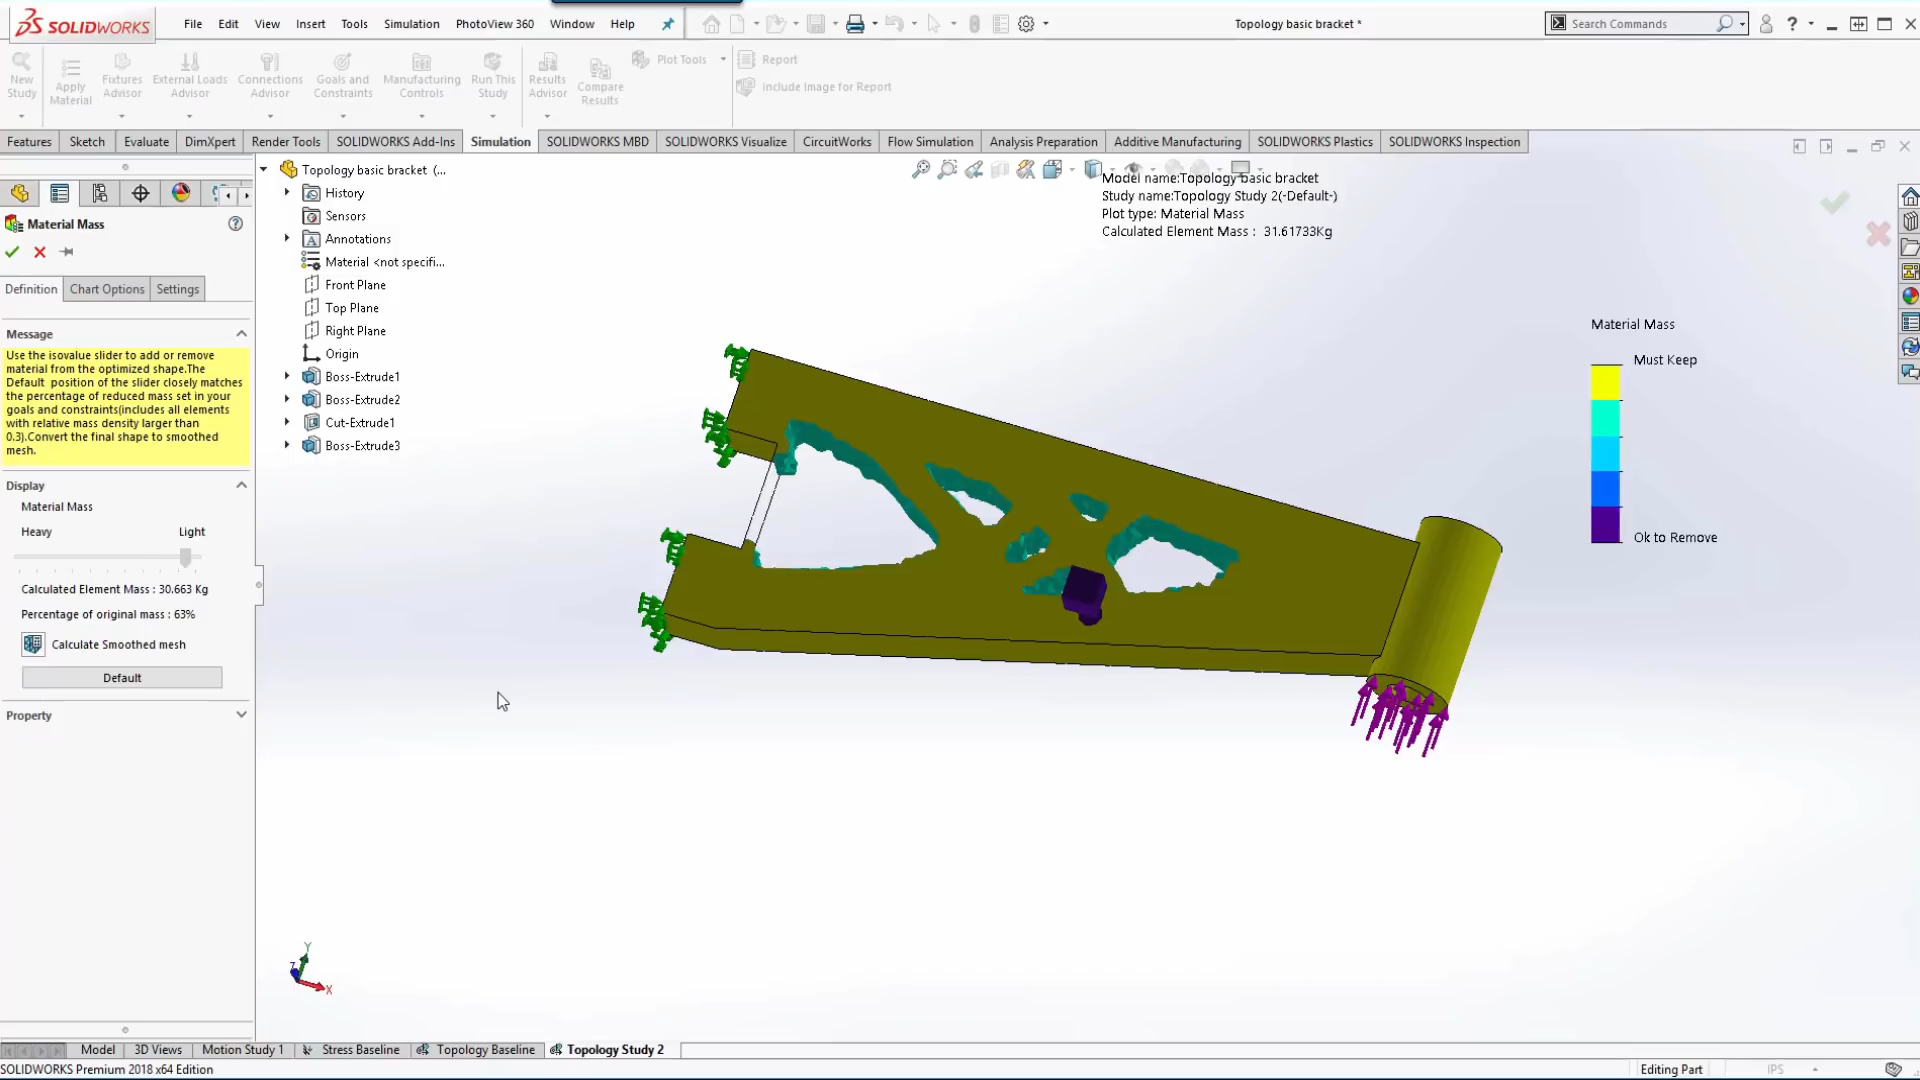 SOLIDWORKS
File Edit View Insert Tools Simulation PhotoView 360 Window Help
Topology basic bracket *
Search Commands
New Study
Apply Material
Fixtures Advisor
External Loads Advisor
Connections Advisor
Goals and Constraints
Manufacturing Controls
Run This Study
Results Advisor
Compare Results
Plot Tools
Report
Include Image for Report
Features Sketch Evaluate DimXpert Render Tools SOLIDWORKS Add-Ins Simulation SOLIDWORKS MBD SOLIDWORKS Visualize CircuitWorks Flow Simulation Analysis Preparation Additive Manufacturing SOLIDWORKS Plastics SOLIDWORKS Inspection
Material Mass
Definition Chart Options Settings
Message
Use the isovalue slider to add or remove
material from the optimized shape.The
Default position of the slider closely matches
the percentage of reduced mass set in your
goals and constraints(includes all elements
with relative mass density larger than
0.3).Convert the final shape to smoothed
mesh.
Display
Material Mass
Heavy Light
Calculated Element Mass : 30.663 Kg
Percentage of original mass : 63%
Calculate Smoothed mesh
Default
Property
Topology basic bracket (...
History
Sensors
Annotations
Material <not specifi...
Front Plane
Top Plane
Right Plane
Origin
Boss-Extrude1
Boss-Extrude2
Cut-Extrude1
Boss-Extrude3
Model name:Topology basic bracket
Study name:Topology Study 2(-Default-)
Plot type: Material Mass
Calculated Element Mass : 31.61733Kg
Material Mass
Must Keep
Ok to Remove
Y
Z
X
Model 3D Views Motion Study 1 Stress Baseline Topology Baseline Topology Study 2
SOLIDWORKS Premium 2018 x64 Edition
Editing Part
IPS